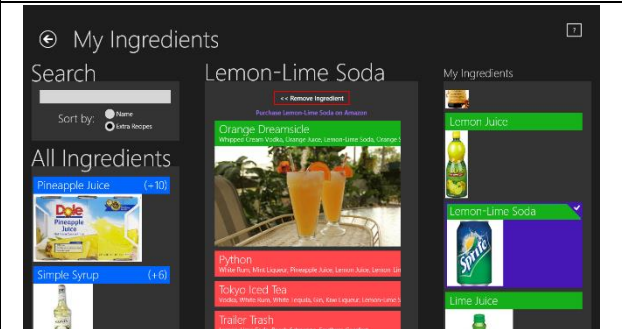 My Ingredients
?
Search
Sort by:
Name
Extra Recipes
All Ingredients
Pineapple Juice (+10)
Dole
Pineapple
Juice
Simple Syrup (+6)
Lemon-Lime Soda
<< Remove Ingredient
Purchase Lemon-Lime Soda on Amazon
Orange Dreamsicle
Whipped Cream Vodka, Orange Juice, Lemon-Lime Soda, Orange S
Python
White Rum, Mint Liqueur, Pineapple Juice, Lemon Juice, Lemon-Lim
Tokyo Iced Tea
Vodka, White Rum, White Tequila, Gin, Kiwi Liqueur, Lemon-Lime S
Trailer Trash
My Ingredients
Lemon Juice
Lemon-Lime Soda
Sprite
Lime Juice